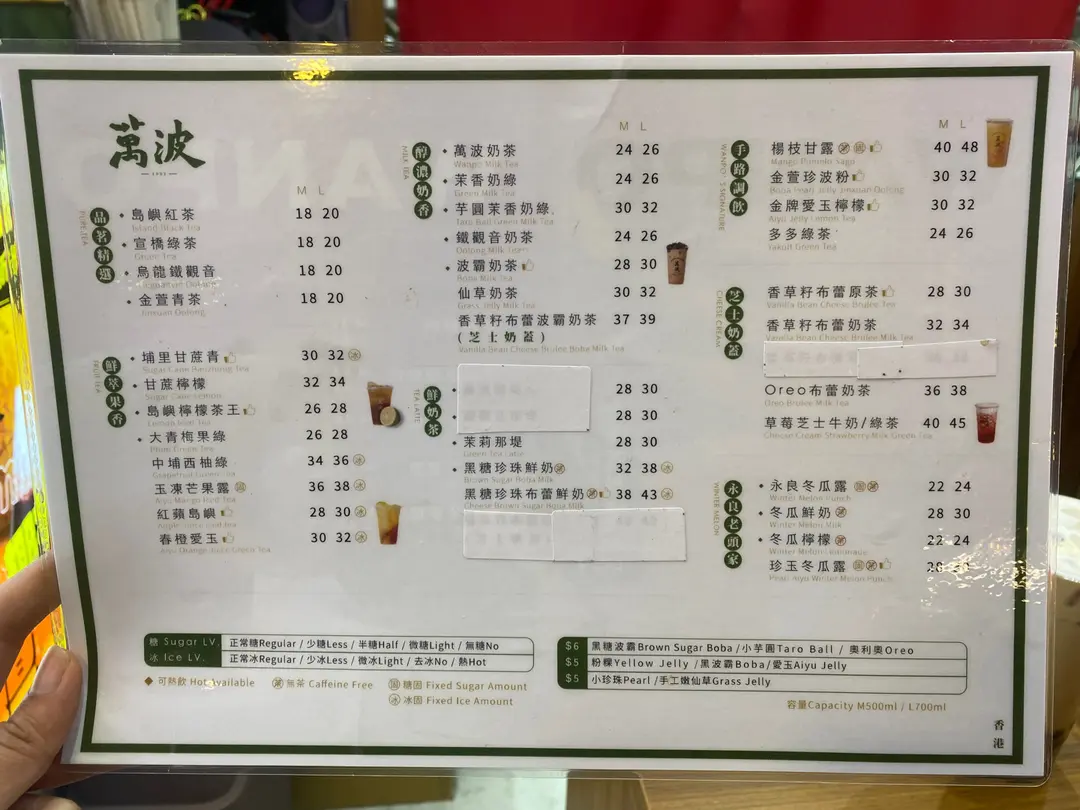 萬波
品茗精選
PURE TEA
M L
島嶼紅茶 18 20
Island Black Tea
宣橋綠茶 18 20
Green Tea
烏龍鐵觀音 18 20
金萱青茶 18 20
Jinxuan Oolong
鮮萃果香
FRUIT TEA
埔里甘蔗青 30 32 冰
甘蔗檸檬 32 34
島嶼檸檬茶王 26 28
大青梅果綠 26 28
Plum Green Tea
中埔西柚綠 34 36 冰
Grapefruit Green Tea
玉凍芒果露 糖 36 38 冰
紅蘋島嶼 28 30 冰
春橙愛玉 30 32 冰
醇濃奶香
MILK TEA
M L
萬波奶茶 24 26
Wanpo Milk Tea
茉香奶綠 24 26
Green Milk Tea
芋圓茉香奶綠 30 32
Taro Ball Green Milk Tea
鐵觀音奶茶 24 26
Oolong Milk Tea
波霸奶茶 28 30
Boba Milk Tea
仙草奶茶 30 32
Grass Jelly Milk Tea
香草籽布蕾波霸奶茶 37 39
(芝士奶蓋)
Vanilla Bean Cheese Brulee Boba Milk Tea
鮮奶茶
TEA LATTE
28 30
28 30
茉莉那堤 28 30
Green Tea Latte
黑糖珍珠鮮奶 32 38 冰
Brown Sugar Boba Milk
黑糖珍珠布蕾鮮奶 38 43 冰
Cheese Brown Sugar Boba Milk
手路調飲
WANPO'S SIGNATURE
M L
楊枝甘露 40 48
Mango Pomelo Sago
金萱珍波粉 30 32
Boba Pearl Jelly Jinxuan Oolong
金牌愛玉檸檬 30 32
Aiyu Jelly Lemon Tea
多多綠茶 24 26
Yakult Green Tea
芝士奶蓋
CHEESE CREAM
香草籽布蕾原茶 28 30
Vanilla Bean Cheese Brulee Tea
香草籽布蕾奶茶 32 34
Vanilla Bean Cheese Brulee Milk Tea
Oreo布蕾奶茶 36 38
Oreo Brulee Milk Tea
草莓芝士牛奶/綠茶 40 45
Cheese Cream Strawberry Milk Green Tea
永良老頭家
WINTER MELON
永良冬瓜露 22 24
Winter Melon Punch
冬瓜鮮奶 28 30
Winter Melon Milk
冬瓜檸檬 22 24
Winter Melon Lemonade
珍玉冬瓜露
Pearl Aiyu Winter Melon Punch
糖 Sugar LV. 正常糖Regular / 少糖Less / 半糖Half / 微糖Light / 無糖No
冰 Ice LV. 正常冰Regular / 少冰Less / 微冰Light / 去冰No / 熱Hot
可熱飲 Hot Available 無茶 Caffeine Free 糖固 Fixed Sugar Amount
冰 冰固 Fixed Ice Amount
$6 黑糖波霸Brown Sugar Boba /小芋圓Taro Ball / 奧利奧Oreo
$5 粉粿Yellow Jelly /黑波霸Boba/愛玉Aiyu Jelly
$5 小珍珠Pearl /手工嫩仙草Grass Jelly
容量Capacity M500ml / L700ml
香港